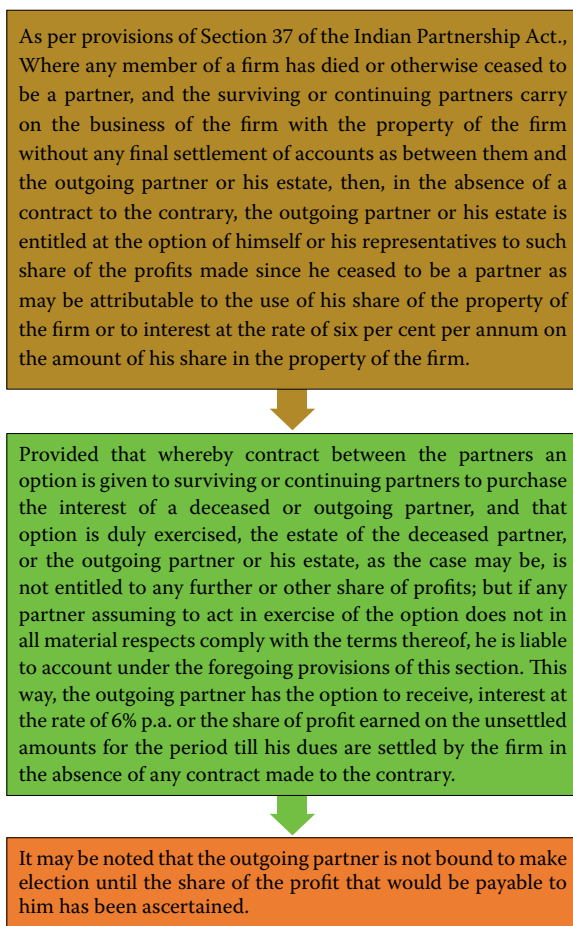 As per provisions of Section 37 of the Indian Partnership Act.,
Where any member of a firm has died or otherwise ceased to
be a partner, and the surviving or continuing partners carry
on the business of the firm with the property of the firm
without any final settlement of accounts as between them and
the outgoing partner or his estate, then, in the absence of a
contract to the contrary, the outgoing partner or his estate is
entitled at the option of himself or his representatives to such
share of the profits made since he ceased to be a partner as
may be attributable to the use of his share of the property of
the firm or to interest at the rate of six per cent per annum on
the amount of his share in the property of the firm.
Provided that whereby contract between the partners an
option is given to surviving or continuing partners to purchase
the interest of a deceased or outgoing partner, and that
option is duly exercised, the estate of the deceased partner,
or the outgoing partner or his estate, as the case may be, is
not entitled to any further or other share of profits; but if any
partner assuming to act in exercise of the option does not in
all material respects comply with the terms thereof, he is liable
to account under the foregoing provisions of this section. This
way, the outgoing partner has the option to receive, interest at
the rate of 6% p.a. or the share of profit earned on the unsettled
amounts for the period till his dues are settled by the firm in
the absence of any contract made to the contrary.
It may be noted that the outgoing partner is not bound to make
election until the share of the profit that would be payable to
him has been ascertained.